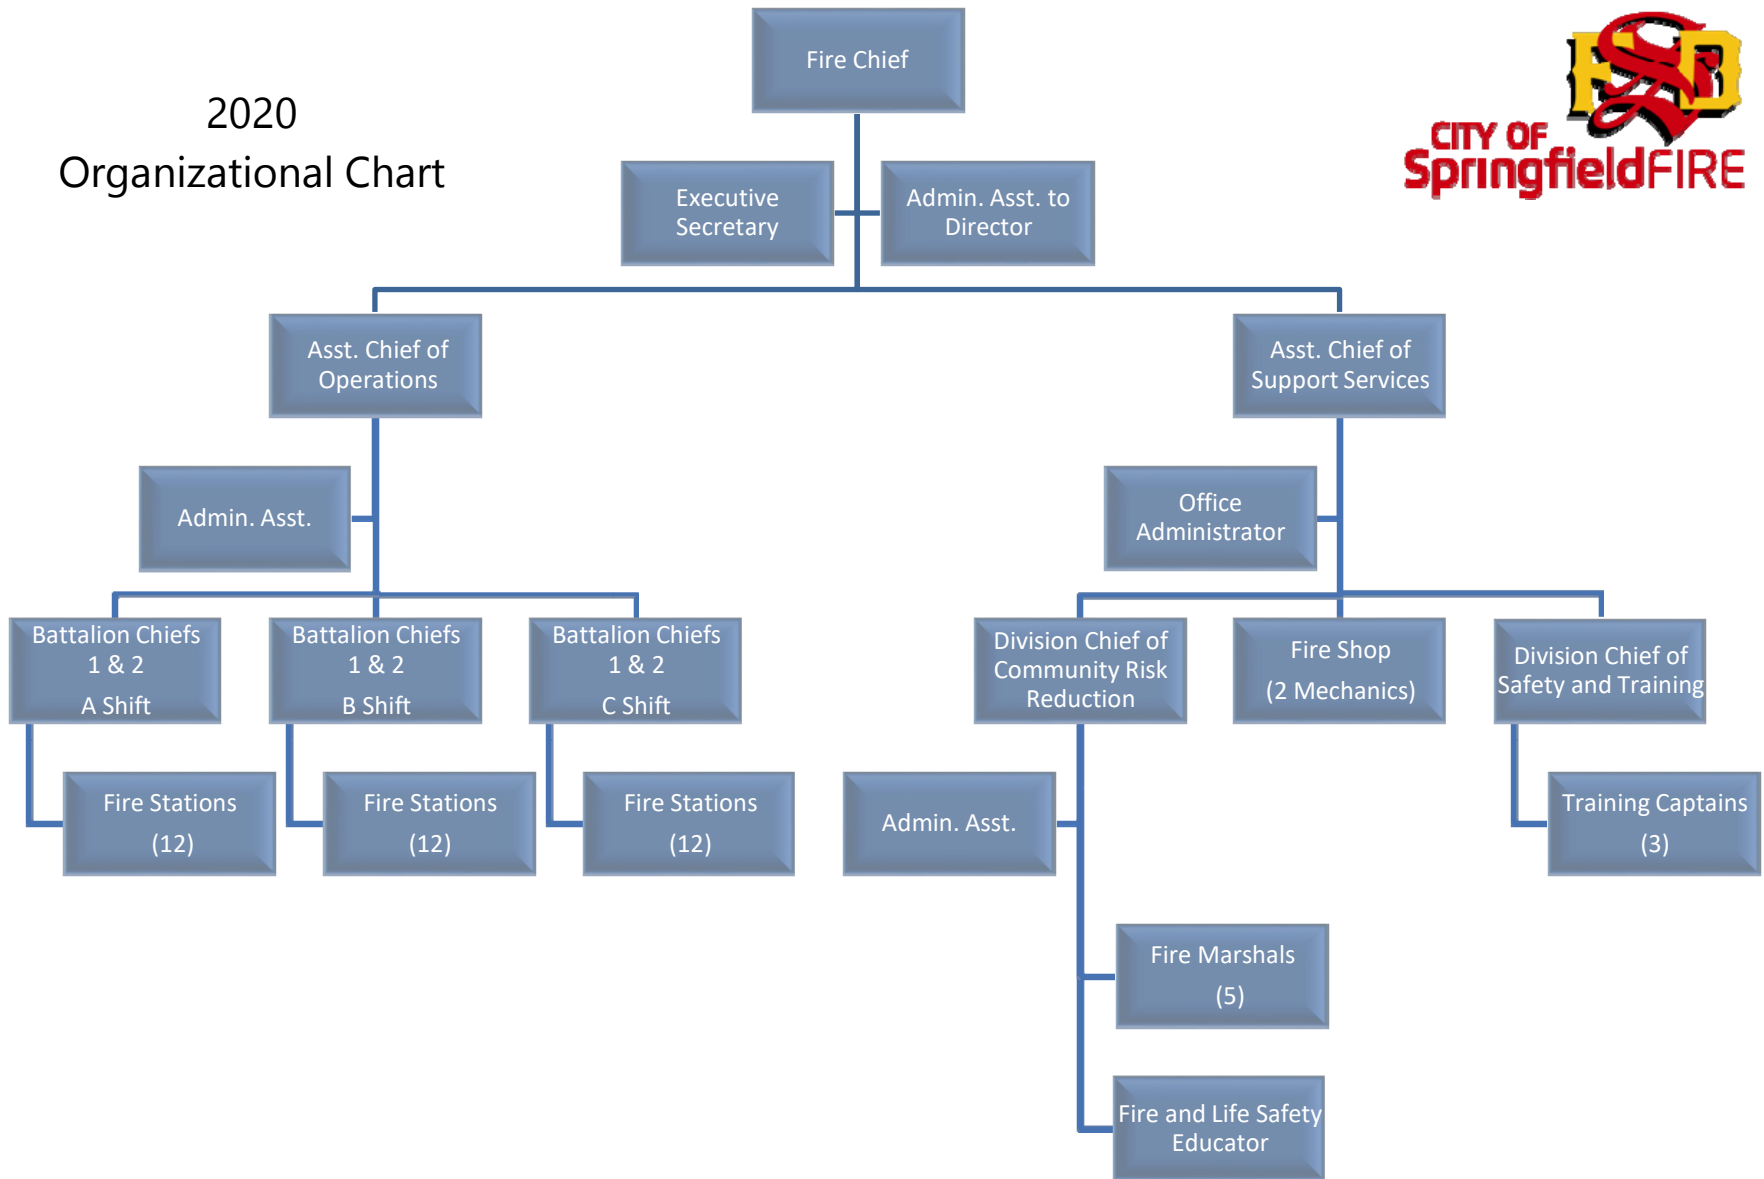 2020
Organizational Chart
FSD
CITY OF
SpringfieldFIRE
Fire Chief
Executive
Secretary
Admin. Asst. to
Director
Asst. Chief of
Operations
Asst. Chief of
Support Services
Admin. Asst.
Office
Administrator
Battalion Chiefs
1 & 2
A Shift
Battalion Chiefs
1 & 2
B Shift
Battalion Chiefs
1 & 2
C Shift
Division Chief of
Community Risk
Reduction
Fire Shop
(2 Mechanics)
Division Chief of
Safety and Training
Fire Stations
(12)
Fire Stations
(12)
Fire Stations
(12)
Admin. Asst.
Training Captains
(3)
Fire Marshals
(5)
Fire and Life Safety
Educator